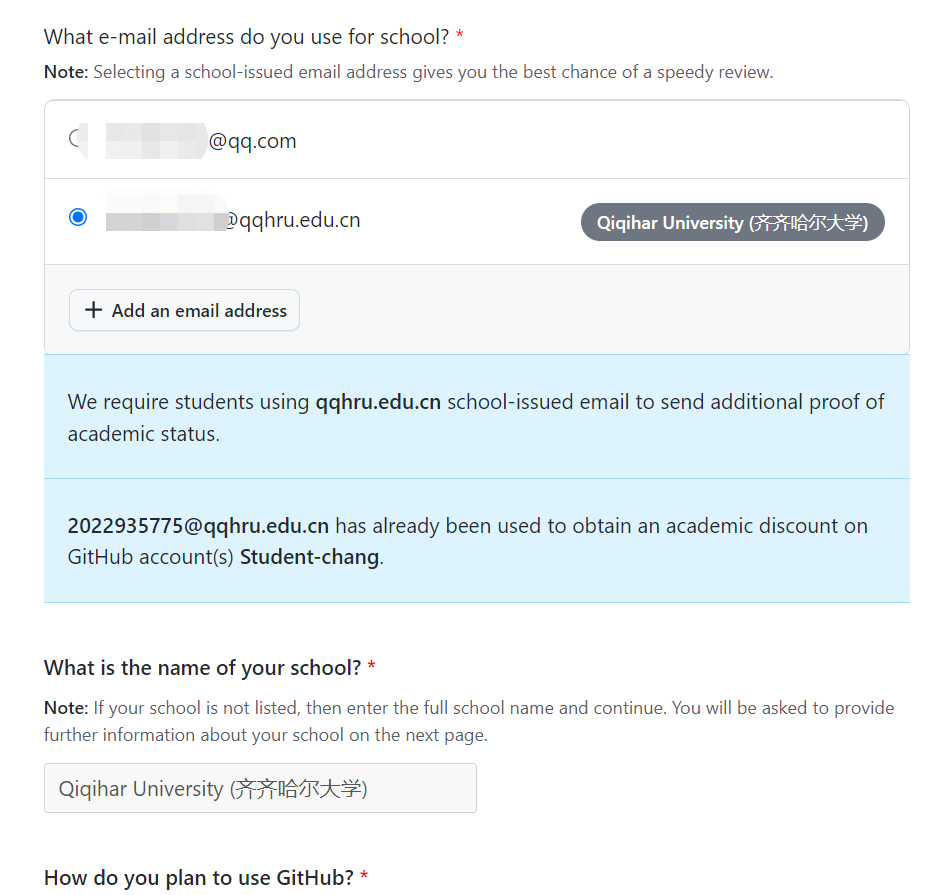 What e-mail address do you use for school? *
Note: Selecting a school-issued email address gives you the best chance of a speedy review.
@qq.com
@qqhru.edu.cn
Qiqihar University (齐齐哈尔大学)
+ Add an email address
We require students using qqhru.edu.cn school-issued email to send additional proof of
academic status.
2022935775@qqhru.edu.cn has already been used to obtain an academic discount on
GitHub account(s) Student-chang.
What is the name of your school? *
Note: If your school is not listed, then enter the full school name and continue. You will be asked to provide
further information about your school on the next page.
Qiqihar University (齐齐哈尔大学)
How do you plan to use GitHub? *